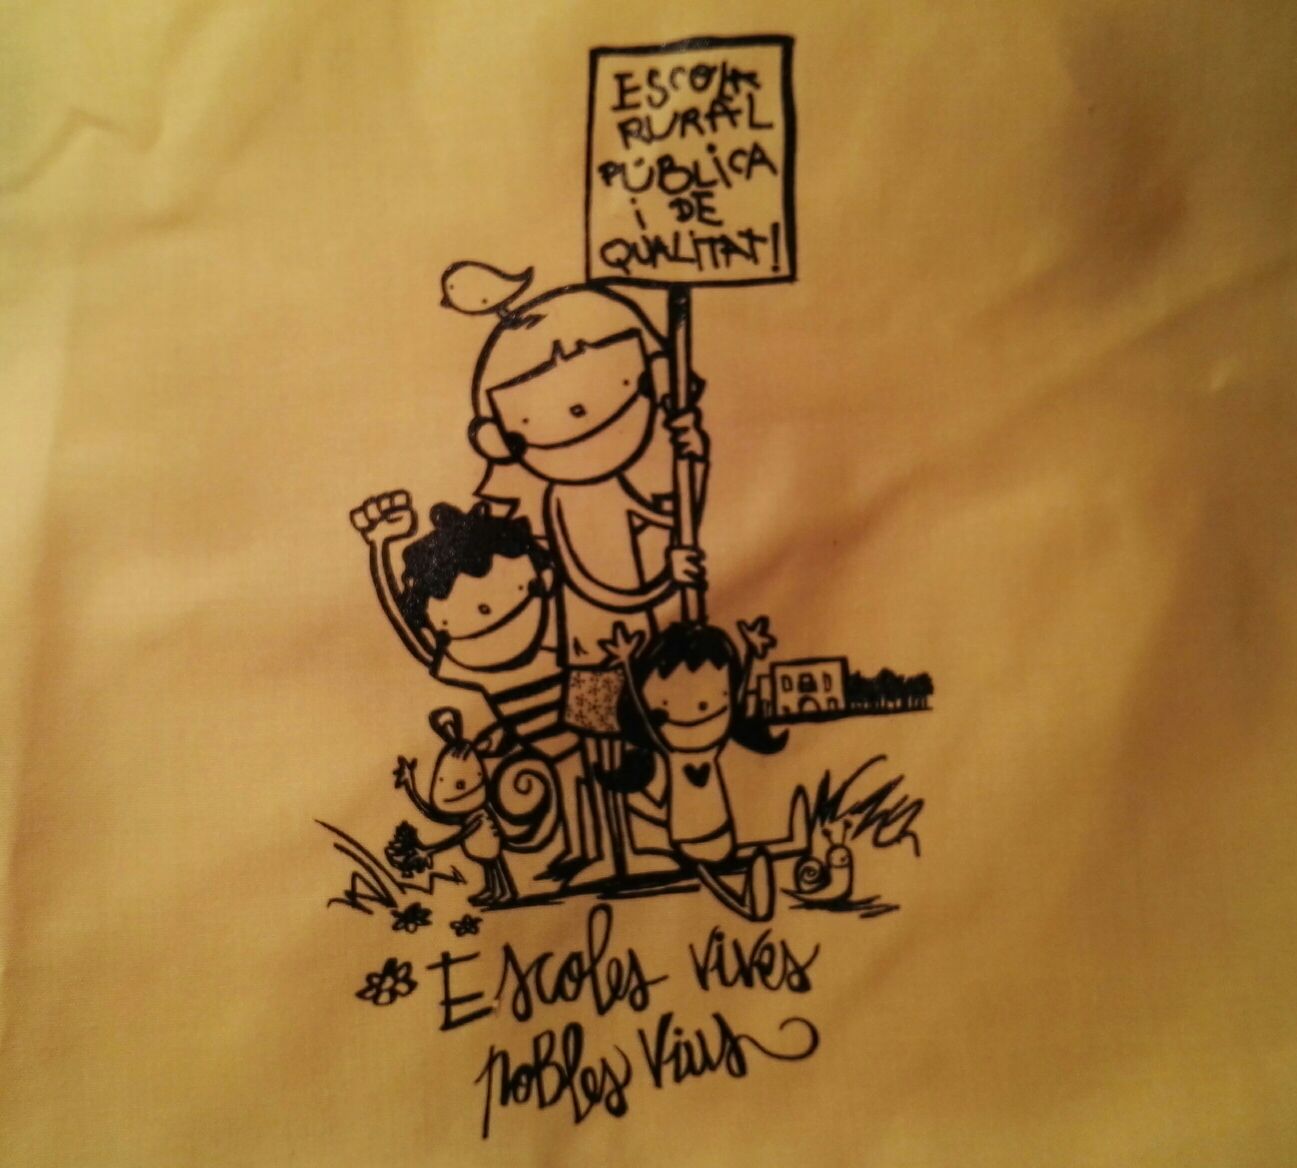 ESCOLA
RURAL
PÚBLiCA
i DE
QUALiTAT!
Escoles vives
pobles vius